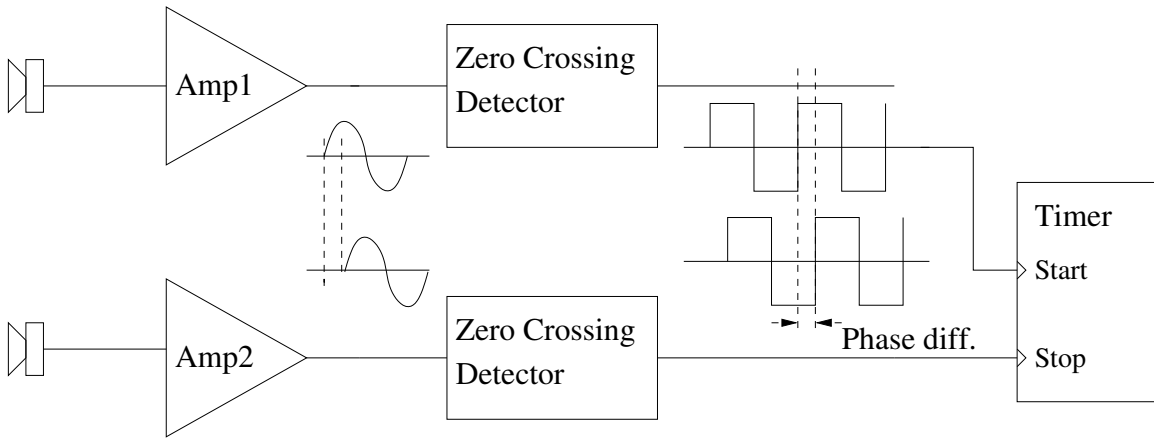 Amp1
Zero Crossing
Detector
Timer
Start
Phase diff.
Amp2
Zero Crossing
Detector
Stop